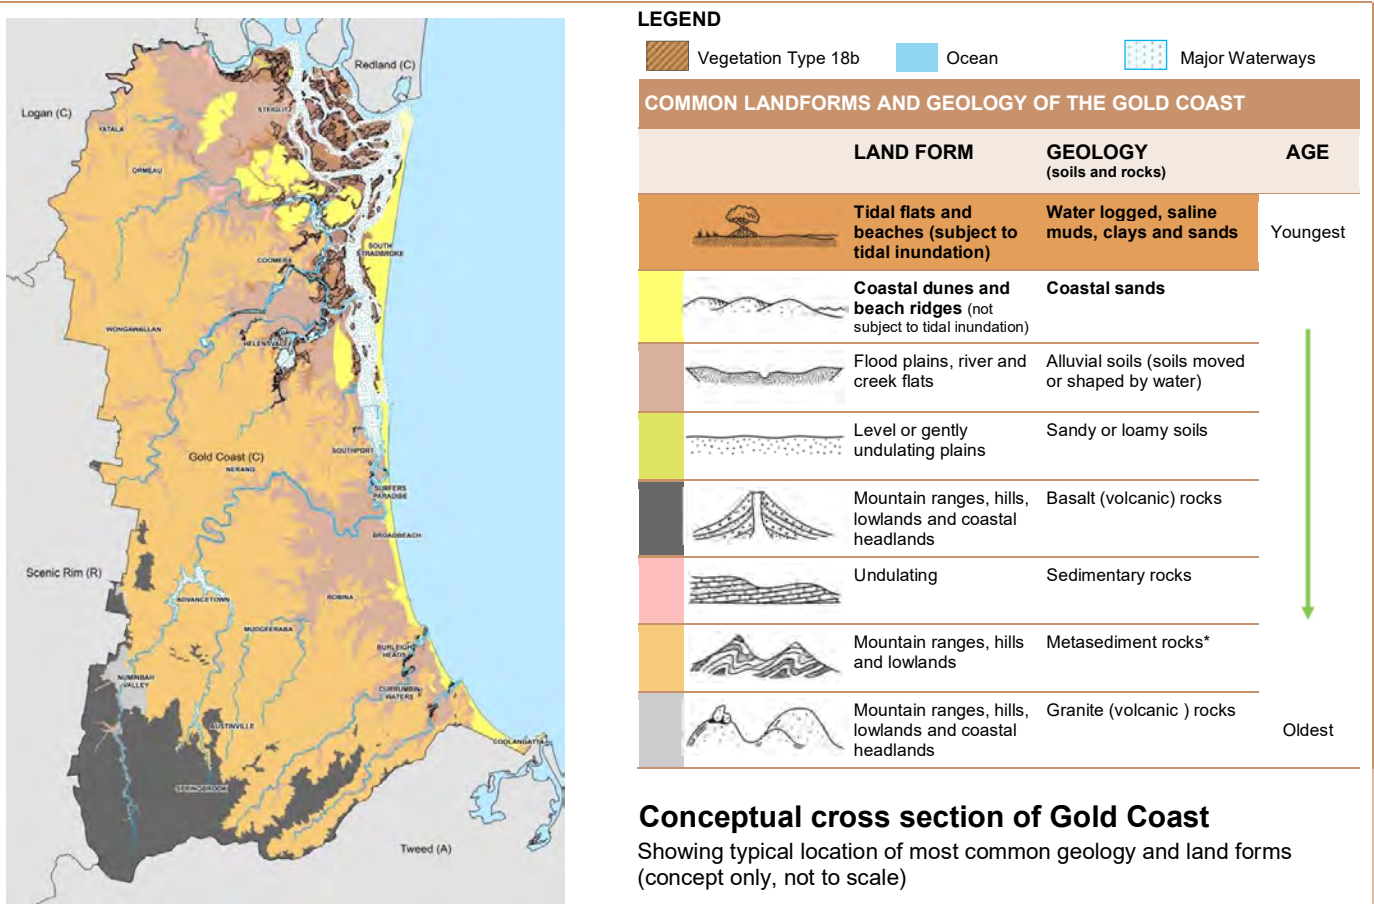 Redland (C)
Logan (C)
STEIGLITZ
YATALA
ORMEAU
SOUTH
STRADBROKE
COOMERA
WONGAWALLAN
HELENSVALE
Gold Coast (C)
NERANG
SOUTHPORT
SURFERS
PARADISE
BROADBEACH
Scenic Rim (R)
ADVANCETOWN
ROBINA
MUDGEERABA
BURLEIGH
HEADS
NUMINBAH
VALLEY
CURRUMBIN
WATERS
AUSTINVILLE
COOLANGATTA
SPRINGBROOK
Tweed (A)
LEGEND
Vegetation Type 18b
Ocean
Major Waterways
COMMON LANDFORMS AND GEOLOGY OF THE GOLD COAST
LAND FORM
GEOLOGY
(soils and rocks)
AGE
Tidal flats and
beaches (subject to
tidal inundation)
Water logged, saline
muds, clays and sands
Youngest
Coastal dunes and
beach ridges (not
subject to tidal inundation)
Coastal sands
Flood plains, river and
creek flats
Alluvial soils (soils moved
or shaped by water)
Level or gently
undulating plains
Sandy or loamy soils
Mountain ranges, hills,
lowlands and coastal
headlands
Basalt (volcanic) rocks
Undulating
Sedimentary rocks
Mountain ranges, hills
and lowlands
Metasediment rocks*
Mountain ranges, hills,
lowlands and coastal
headlands
Granite (volcanic ) rocks
Oldest
Conceptual cross section of Gold Coast
Showing typical location of most common geology and land forms
(concept only, not to scale)